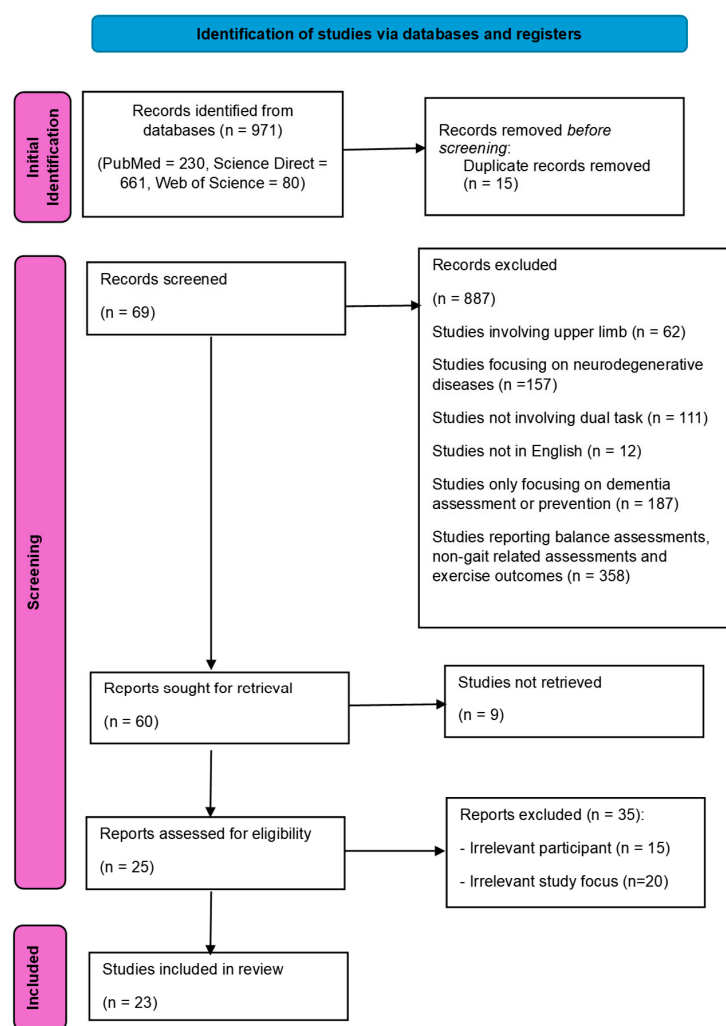 Identification of studies via databases and registers
Initial
Identification
Records identified from
databases (n = 971)
(PubMed = 230, Science Direct =
661, Web of Science = 80)
Records removed before
screening:
Duplicate records removed
(n = 15)
Screening
Records screened
(n = 69)
Records excluded
(n = 887)
Studies involving upper limb (n = 62)
Studies focusing on neurodegenerative
diseases (n =157)
Studies not involving dual task (n = 111)
Studies not in English (n = 12)
Studies only focusing on dementia
assessment or prevention (n = 187)
Studies reporting balance assessments,
non-gait related assessments and
exercise outcomes (n = 358)
Reports sought for retrieval
(n = 60)
Studies not retrieved
(n = 9)
Reports assessed for eligibility
(n = 25)
Reports excluded (n = 35):
- Irrelevant participant (n = 15)
- Irrelevant study focus (n=20)
Included
Studies included in review
(n = 23)